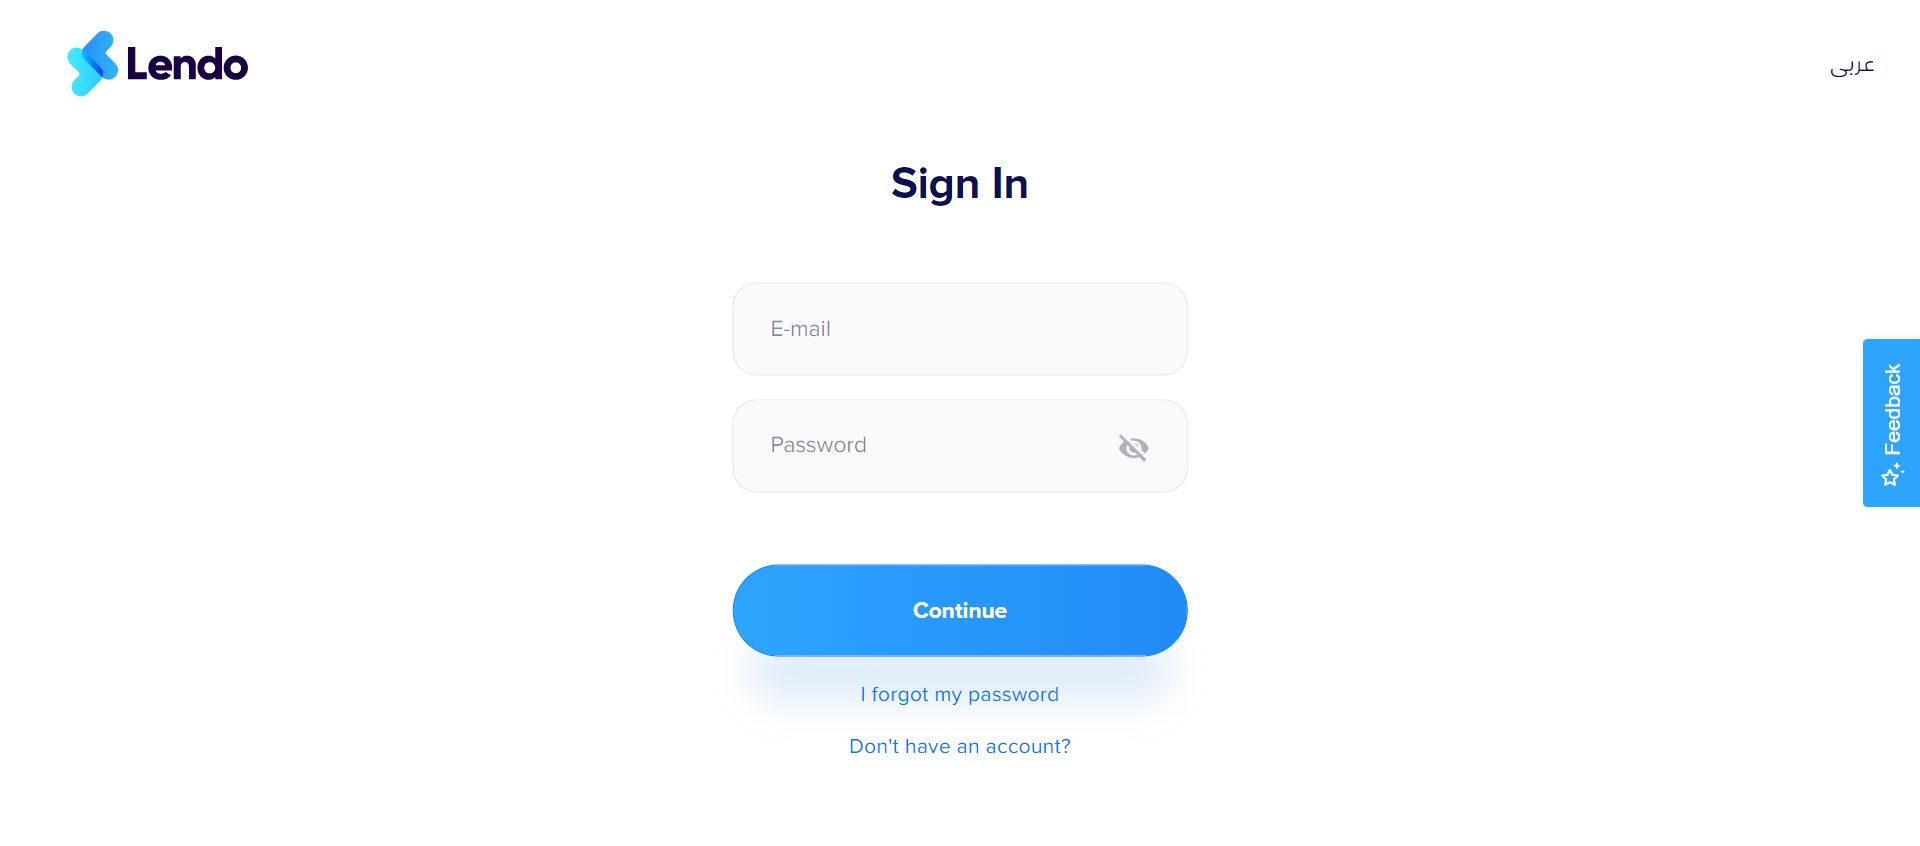 Lendo
عربى
Sign In
E-mail
Password
Feedback
Continue
I forgot my password
Don't have an account?